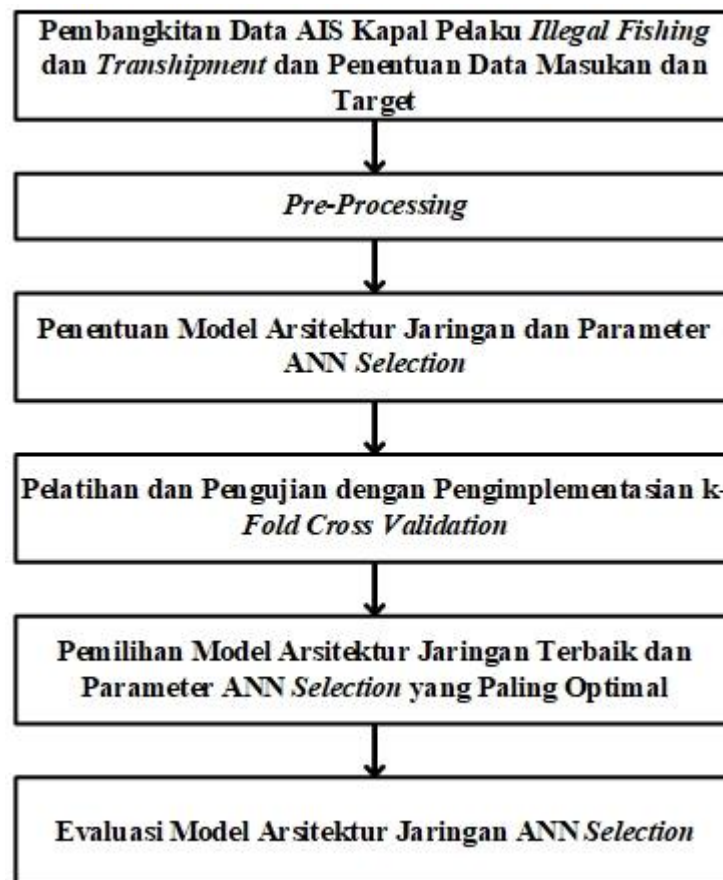 Pembangkitan Data AIS Kapal Pelaku Illegal Fishing
dan Transhipment dan Penentuan Data Masukan dan
Target
Pre-Processing
Penentuan Model Arsitektur Jaringan dan Parameter
ANN Selection
Pelatihan dan Pengujian dengan Pengimplementasian k-
Fold Cross Validation
Pemilihan Model Arsitektur Jaringan Terbaik dan
Parameter ANN Selection yang Paling Optimal
Evaluasi Model Arsitektur Jaringan ANN Selection